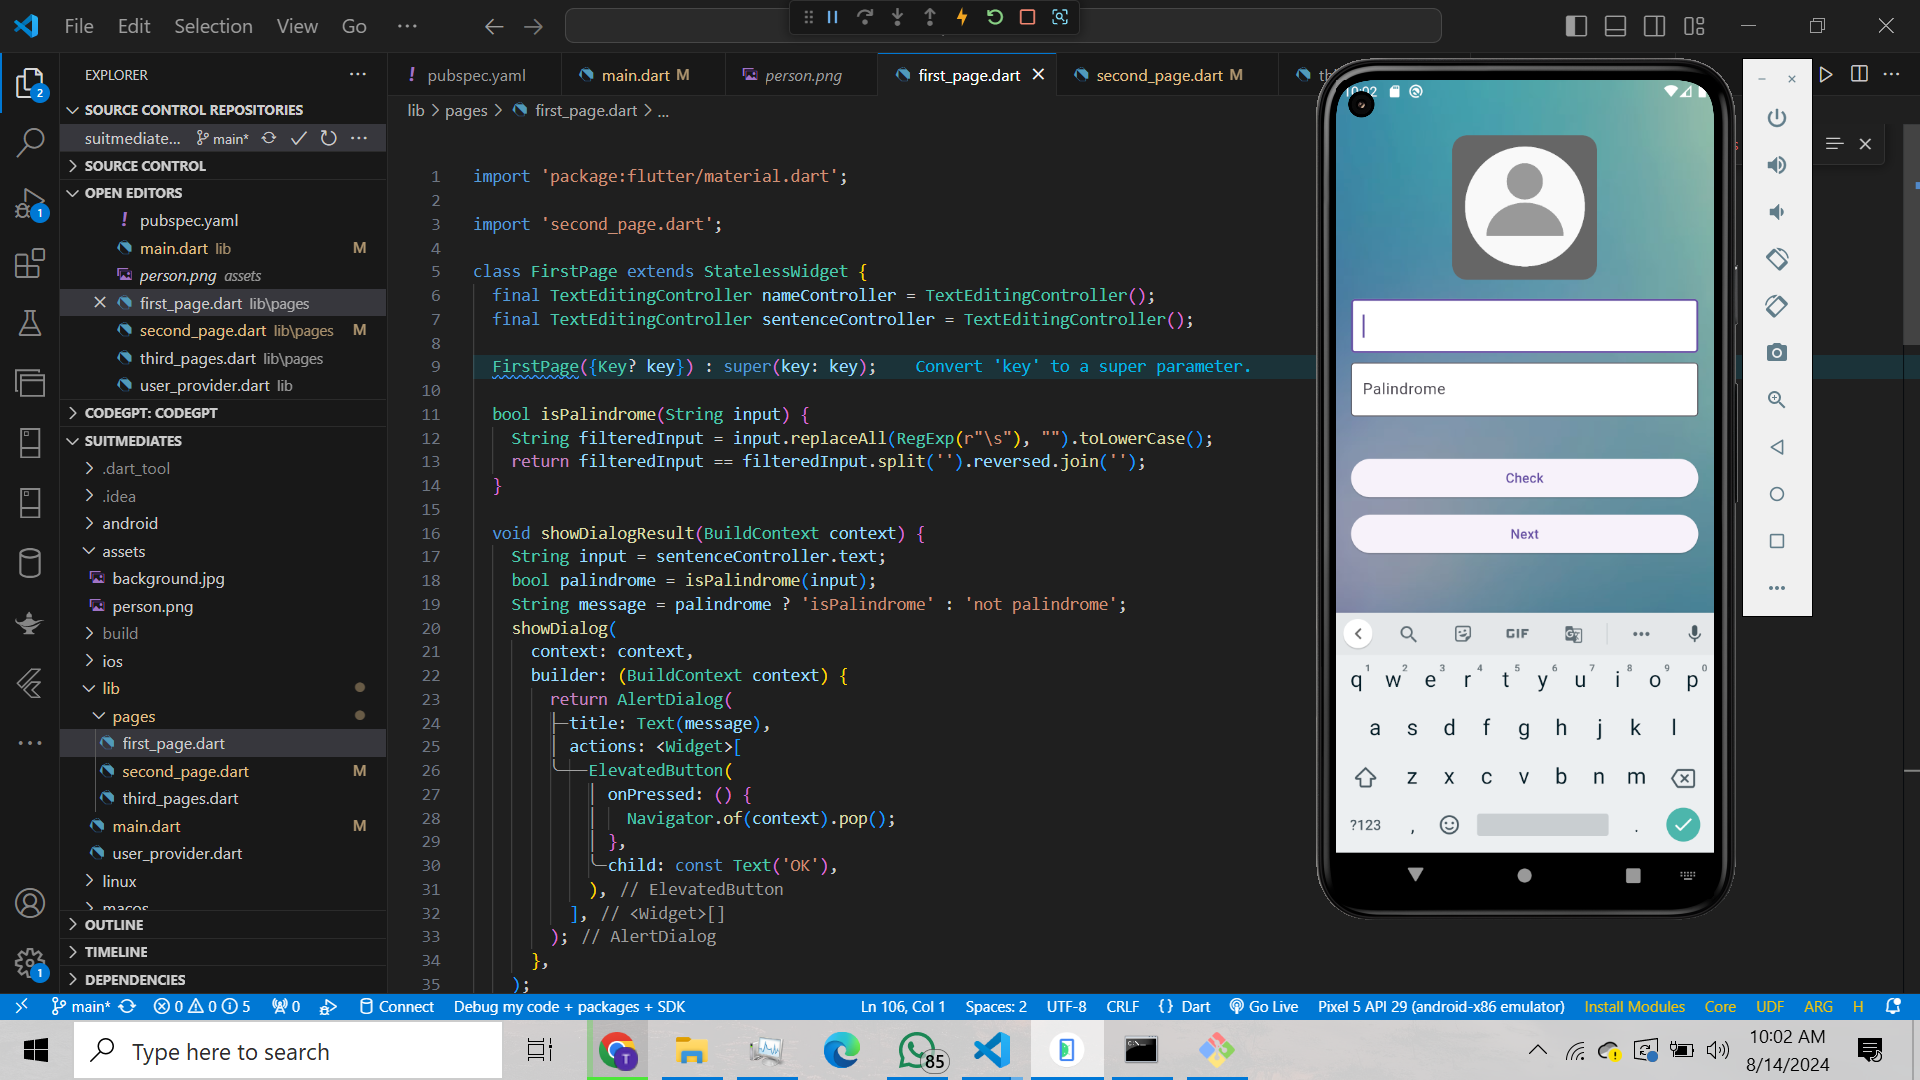 File Edit Selection View Go
EXPLORER
SOURCE CONTROL REPOSITORIES
suitmediate... main*
SOURCE CONTROL
OPEN EDITORS
pubspec.yaml
main.dart lib M
person.png assets
first_page.dart lib\pages
second_page.dart lib\pages M
third_pages.dart lib\pages
user_provider.dart lib
CODEGPT: CODEGPT
SUITMEDIATES
.dart_tool
.idea
android
assets
background.jpg
person.png
build
ios
lib
pages
first_page.dart
second_page.dart M
third_pages.dart
main.dart M
user_provider.dart
linux
macos
OUTLINE
TIMELINE
DEPENDENCIES
2
1
1
pubspec.yaml main.dart M person.png first_page.dart second_page.dart M
lib > pages > first_page.dart > ...
1 import 'package:flutter/material.dart';
2
3 import 'second_page.dart';
4
5 class FirstPage extends StatelessWidget {
6 final TextEditingController nameController = TextEditingController();
7 final TextEditingController sentenceController = TextEditingController();
8
9 FirstPage({Key? key}) : super(key: key); Convert 'key' to a super parameter.
10
11 bool isPalindrome(String input) {
12 String filteredInput = input.replaceAll(RegExp(r"\s"), "").toLowerCase();
13 return filteredInput == filteredInput.split('').reversed.join('');
14 }
15
16 void showDialogResult(BuildContext context) {
17 String input = sentenceController.text;
18 bool palindrome = isPalindrome(input);
19 String message = palindrome ? 'isPalindrome' : 'not palindrome';
20 showDialog(
21 context: context,
22 builder: (BuildContext context) {
23 return AlertDialog(
24 title: Text(message),
25 actions: <Widget>[
26 ElevatedButton(
27 onPressed: () {
28 Navigator.of(context).pop();
29 },
30 child: const Text('OK'),
31 ), // ElevatedButton
32 ], // <Widget>[]
33 ); // AlertDialog
34 },
35 );
10:02
Palindrome
Check
Next
GIF
q1 w2 e3 r4 t5 y6 u7 i8 o9 p0
a s d f g h j k l
z x c v b n m
?123 , .
main* 0 0 5 0 Connect Debug my code + packages + SDK Ln 106, Col 1 Spaces: 2 UTF-8 CRLF {} Dart Go Live Pixel 5 API 29 (android-x86 emulator) Install Modules Core UDF ARG H
Type here to search
T
85
10:02 AM
8/14/2024